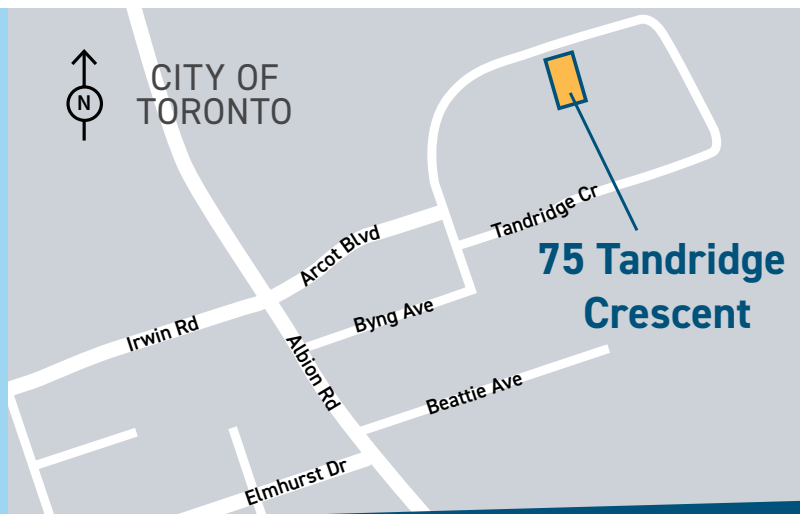 N
CITY OF
TORONTO
Tandridge Cr
Arcot Blvd
75 Tandridge
Crescent
Byng Ave
Irwin Rd
Albion Rd
Beattie Ave
Elmhurst Dr